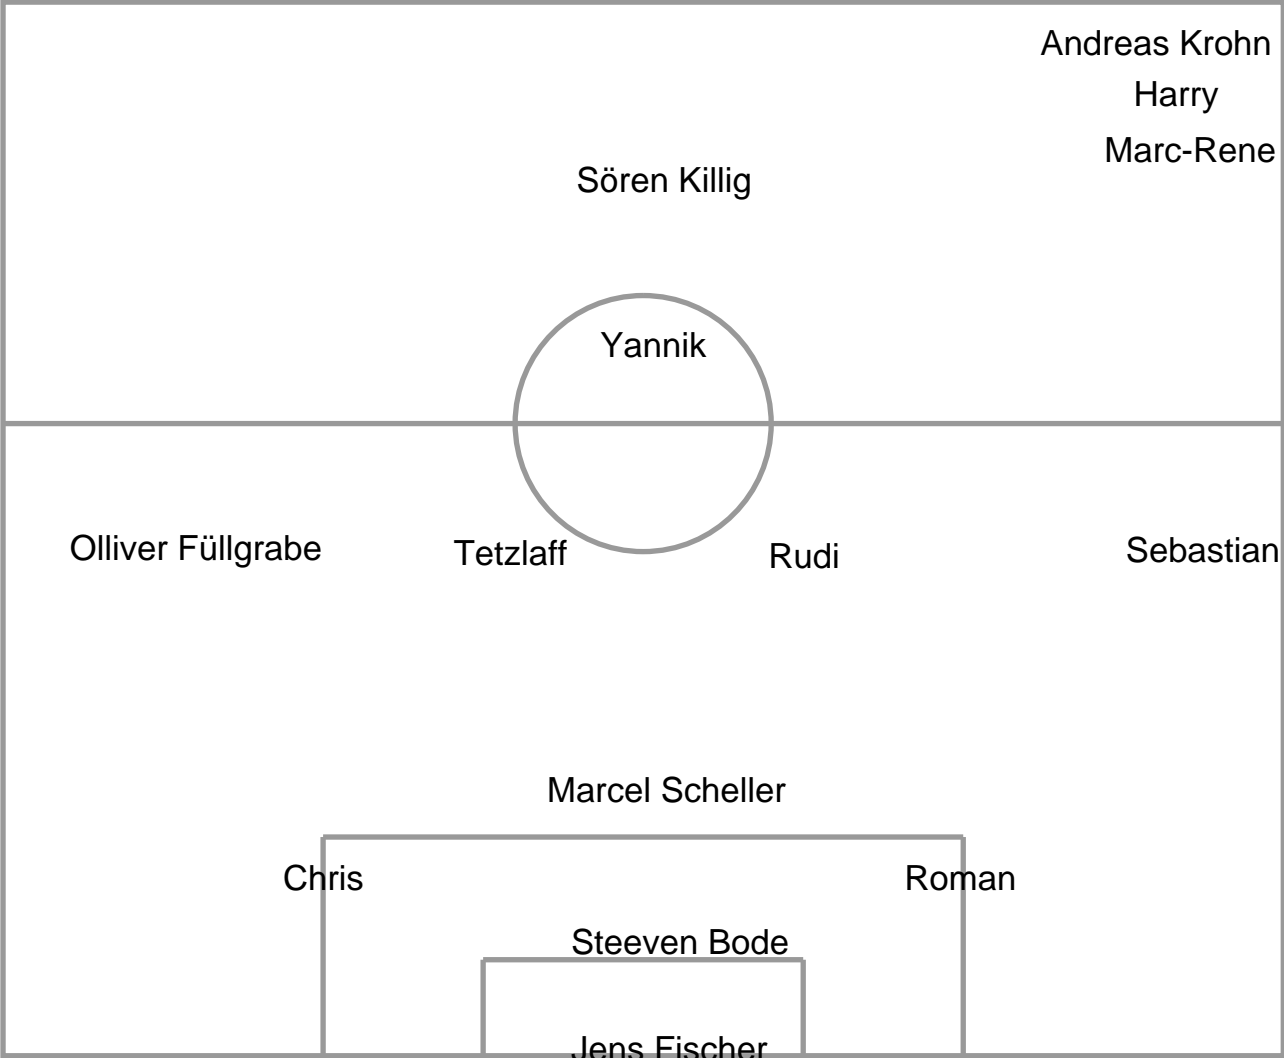 Andreas Krohn
Harry
Marc-Rene
Sören Killig
Yannik
Olliver Füllgrabe
Tetzlaff
Rudi
Sebastian
Marcel Scheller
Chris
Roman
Steeven Bode
Jens Fischer